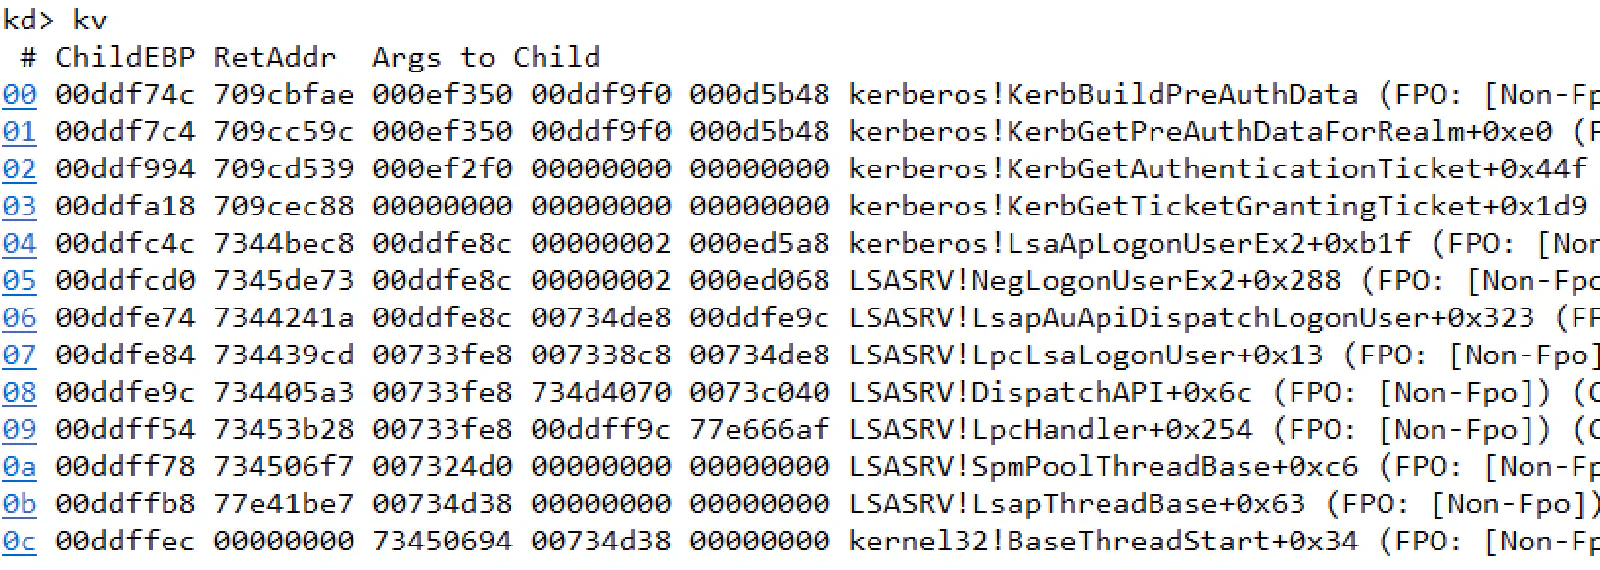 kd> kv
 # ChildEBP RetAddr  Args to Child
00 00ddf74c 709cbfae 000ef350 00ddf9f0 000d5b48 kerberos!KerbBuildPreAuthData (FPO: [Non-Fp
01 00ddf7c4 709cc59c 000ef350 00ddf9f0 000d5b48 kerberos!KerbGetPreAuthDataForRealm+0xe0 (F
02 00ddf994 709cd539 000ef2f0 00000000 00000000 kerberos!KerbGetAuthenticationTicket+0x44f
03 00ddfa18 709cec88 00000000 00000000 00000000 kerberos!KerbGetTicketGrantingTicket+0x1d9
04 00ddfc4c 7344bec8 00ddfe8c 00000002 000ed5a8 kerberos!LsaApLogonUserEx2+0xb1f (FPO: [Non
05 00ddfcd0 7345de73 00ddfe8c 00000002 000ed068 LSASRV!NegLogonUserEx2+0x288 (FPO: [Non-Fpo
06 00ddfe74 7344241a 00ddfe8c 00734de8 00ddfe9c LSASRV!LsapAuApiDispatchLogonUser+0x323 (FP
07 00ddfe84 734439cd 00733fe8 007338c8 00734de8 LSASRV!LpcLsaLogonUser+0x13 (FPO: [Non-Fpo]
08 00ddfe9c 734405a3 00733fe8 734d4070 0073c040 LSASRV!DispatchAPI+0x6c (FPO: [Non-Fpo]) (C
09 00ddff54 73453b28 00733fe8 00ddff9c 77e666af LSASRV!LpcHandler+0x254 (FPO: [Non-Fpo]) (C
0a 00ddff78 734506f7 007324d0 00000000 00000000 LSASRV!SpmPoolThreadBase+0xc6 (FPO: [Non-Fp
0b 00ddffb8 77e41be7 00734d38 00000000 00000000 LSASRV!LsapThreadBase+0x63 (FPO: [Non-Fpo])
0c 00ddffec 00000000 73450694 00734d38 00000000 kernel32!BaseThreadStart+0x34 (FPO: [Non-Fp